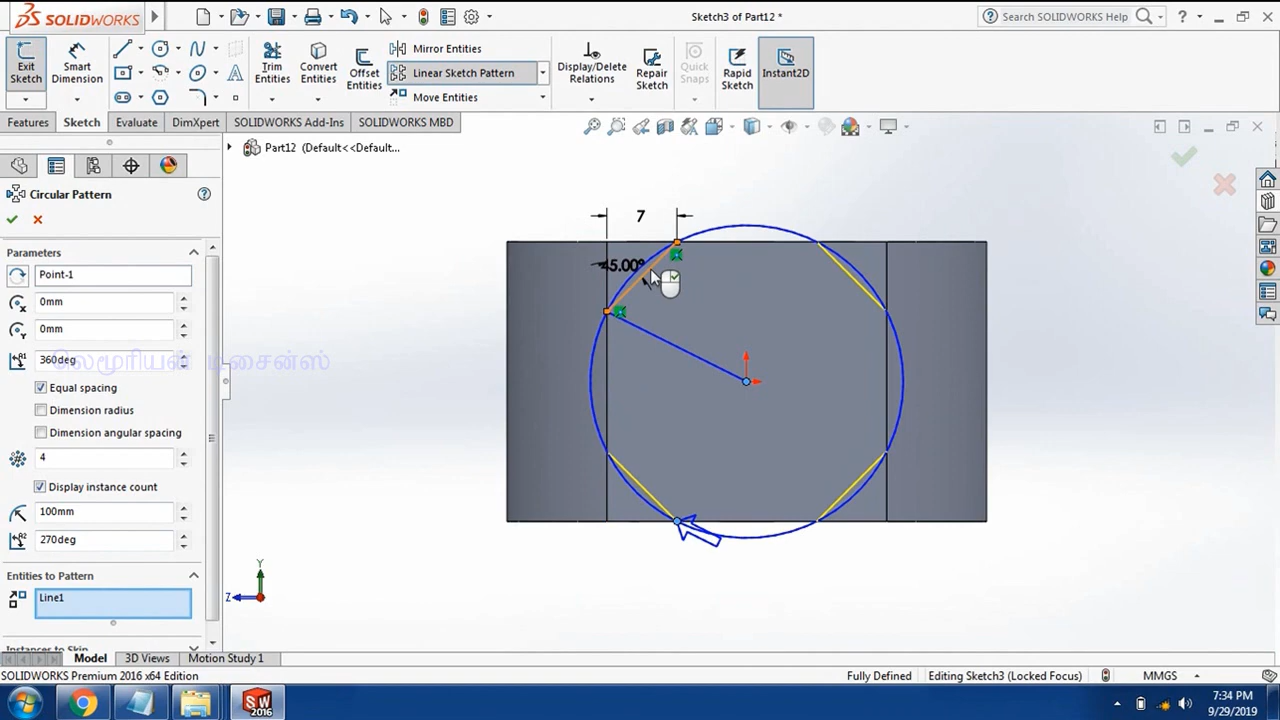 SOLIDWORKS
Sketch3 of Part12 *
Search SOLIDWORKS Help
Exit Sketch
Smart Dimension
Trim Entities
Convert Entities
Offset Entities
Mirror Entities
Linear Sketch Pattern
Move Entities
Display/Delete Relations
Repair Sketch
Quick Snaps
Rapid Sketch
Instant2D
Features
Sketch
Evaluate
DimXpert
SOLIDWORKS Add-Ins
SOLIDWORKS MBD
Part12 (Default<<Default...
Circular Pattern
Parameters
Point-1
0mm
0mm
360deg
லெமூரியன் டிசைன்ஸ்
Equal spacing
Dimension radius
Dimension angular spacing
4
Display instance count
100mm
270deg
Entities to Pattern
Line1
7
45.00°
Y
Z
Model
3D Views
Motion Study 1
SOLIDWORKS Premium 2016 x64 Edition
Fully Defined
Editing Sketch3 (Locked Focus)
MMGS
SW
2016
7:34 PM
9/29/2019